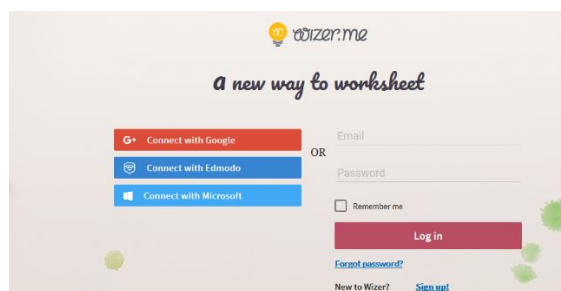 wizer.me
a new way to worksheet
G+ Connect with Google
Connect with Edmodo
Connect with Microsoft
OR
Email
Password
Remember me
Log in
Forgot password?
New to Wizer? Sign up!